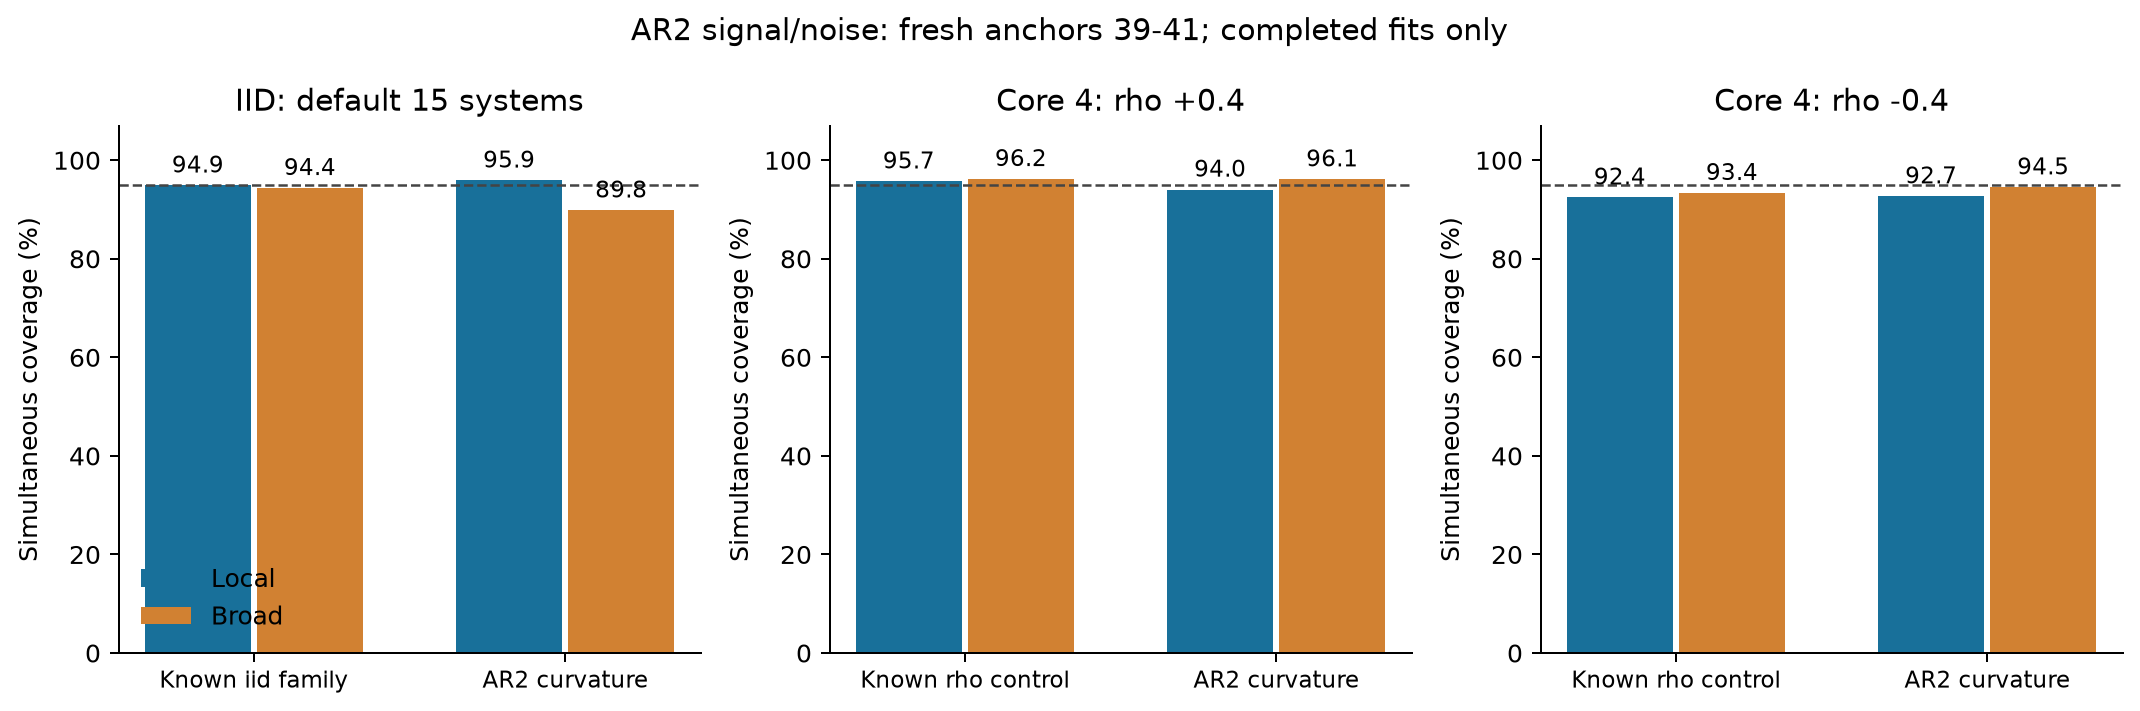 AR2 signal/noise: fresh anchors 39-41; completed fits only
IID: default 15 systems
Simultaneous coverage (%)
100
80
60
40
20
0
94.9
94.4
95.9
89.8
Local
Broad
Known iid family
AR2 curvature
Core 4: rho +0.4
Simultaneous coverage (%)
100
80
60
40
20
0
95.7
96.2
94.0
96.1
Known rho control
AR2 curvature
Core 4: rho -0.4
Simultaneous coverage (%)
100
80
60
40
20
0
92.4
93.4
92.7
94.5
Known rho control
AR2 curvature